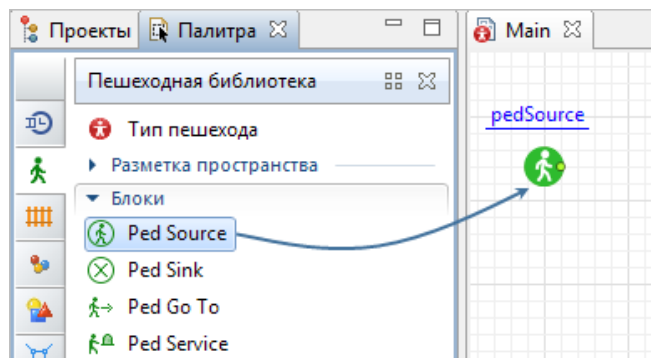 Проекты Палитра Main
Пешеходная библиотека
Тип пешехода
Разметка пространства
Блоки
Ped Source
Ped Sink
Ped Go To
Ped Service
pedSource